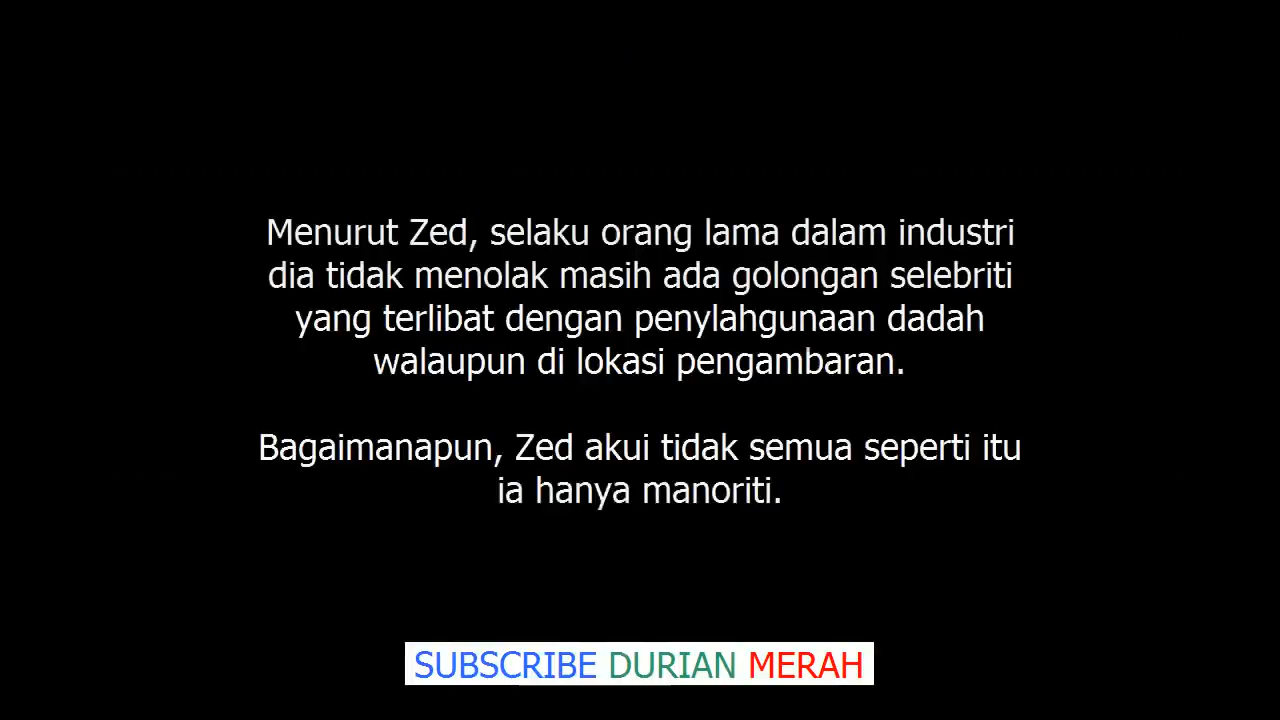 Menurut Zed, selaku orang lama dalam industri
dia tidak menolak masih ada golongan selebriti
yang terlibat dengan penylahgunaan dadah
walaupun di lokasi pengambaran.
Bagaimanapun, Zed akui tidak semua seperti itu
ia hanya manoriti.
SUBSCRIBE DURIAN MERAH